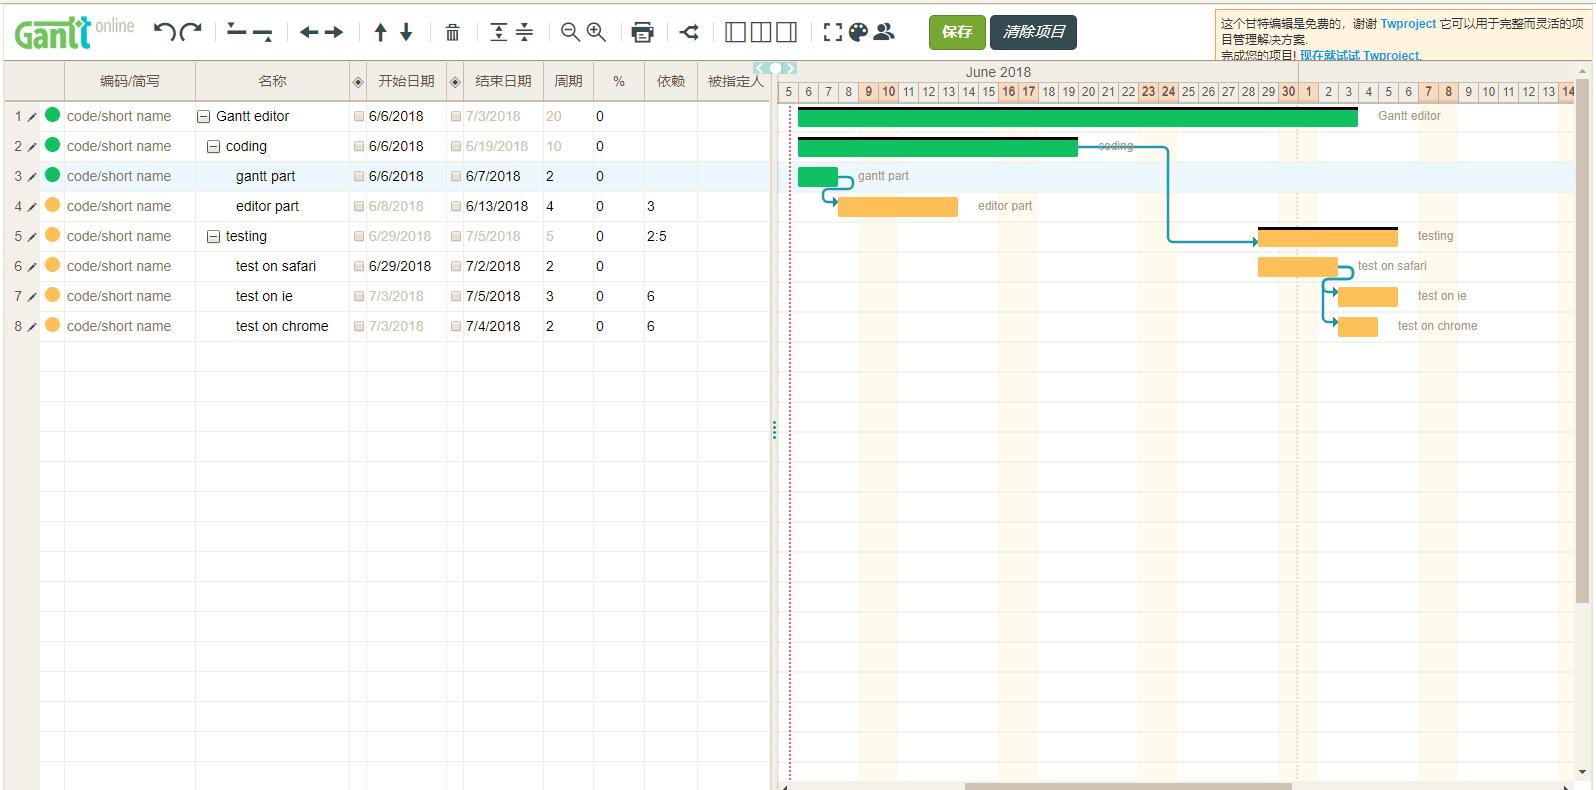 Gantt online
保存
清除项目
这个甘特编辑是免费的，谢谢 Twproject 它可以用于完整而灵活的项
目管理解决方案.
完成您的项目! 现在就试试 Twproject.
编码/简写 名称 开始日期 结束日期 周期 % 依赖 被指定人
1 code/short name Gantt editor 6/6/2018 7/3/2018 20 0
2 code/short name coding 6/6/2018 6/19/2018 10 0
3 code/short name gantt part 6/6/2018 6/7/2018 2 0
4 code/short name editor part 6/8/2018 6/13/2018 4 0 3
5 code/short name testing 6/29/2018 7/5/2018 5 0 2:5
6 code/short name test on safari 6/29/2018 7/2/2018 2 0
7 code/short name test on ie 7/3/2018 7/5/2018 3 0 6
8 code/short name test on chrome 7/3/2018 7/4/2018 2 0 6
June 2018
5 6 7 8 9 10 11 12 13 14 15 16 17 18 19 20 21 22 23 24 25 26 27 28 29 30 1 2 3 4 5 6 7 8 9 10 11 12 13 14
Gantt editor
coding
gantt part
editor part
testing
test on safari
test on ie
test on chrome